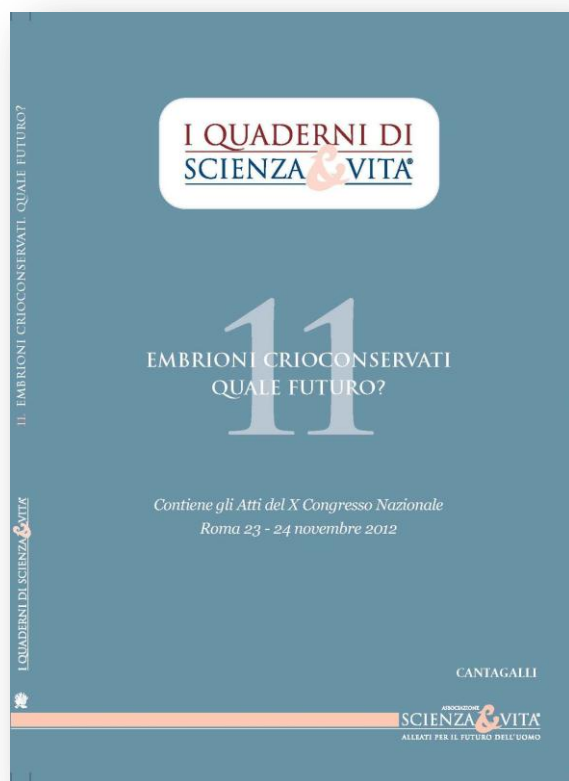 I QUADERNI DI
SCIENZA & VITA®
11
EMBRIONI CRIOCONSERVATI
QUALE FUTURO?
Contiene gli Atti del X Congresso Nazionale
Roma 23 - 24 novembre 2012
CANTAGALLI
ASSOCIAZIONE
SCIENZA & VITA®
ALLEATI PER IL FUTURO DELL'UOMO
I QUADERNI DI SCIENZA & VITA® 11. EMBRIONI CRIOCONSERVATI. QUALE FUTURO?